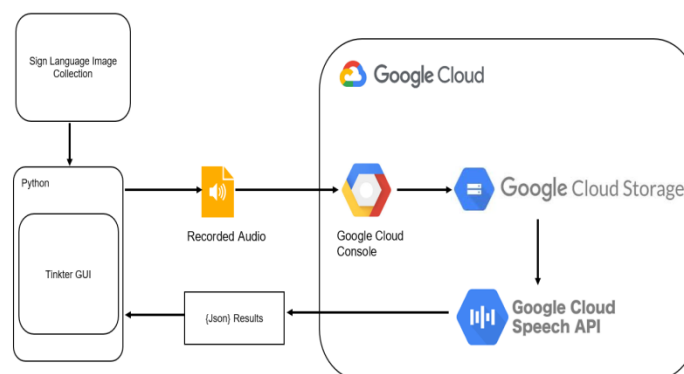 Sign Language Image
Collection
Google Cloud
Python
Tinkter GUI
Recorded Audio
Google Cloud
Console
Google Cloud Storage
{Json} Results
Google Cloud
Speech API